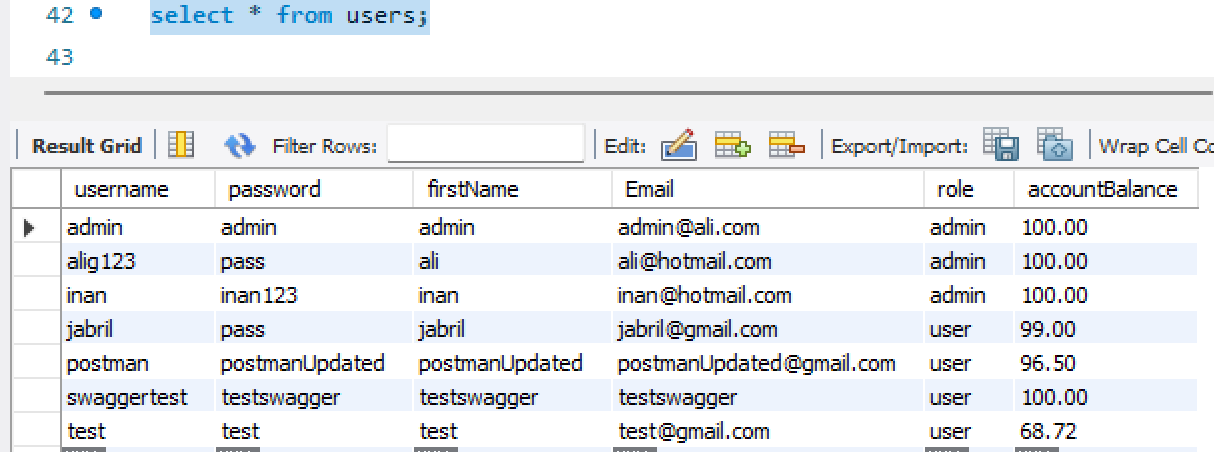 42 select * from users;
43
Result Grid Filter Rows: Edit: Export/Import: Wrap Cell Co
username password firstName Email role accountBalance
admin admin admin admin@ali.com admin 100.00
alig123 pass ali ali@hotmail.com admin 100.00
inan inan123 inan inan@hotmail.com admin 100.00
jabril pass jabril jabril@gmail.com user 99.00
postman postmanUpdated postmanUpdated postmanUpdated@gmail.com user 96.50
swaggertest testswagger testswagger testswagger user 100.00
test test test test@gmail.com user 68.72